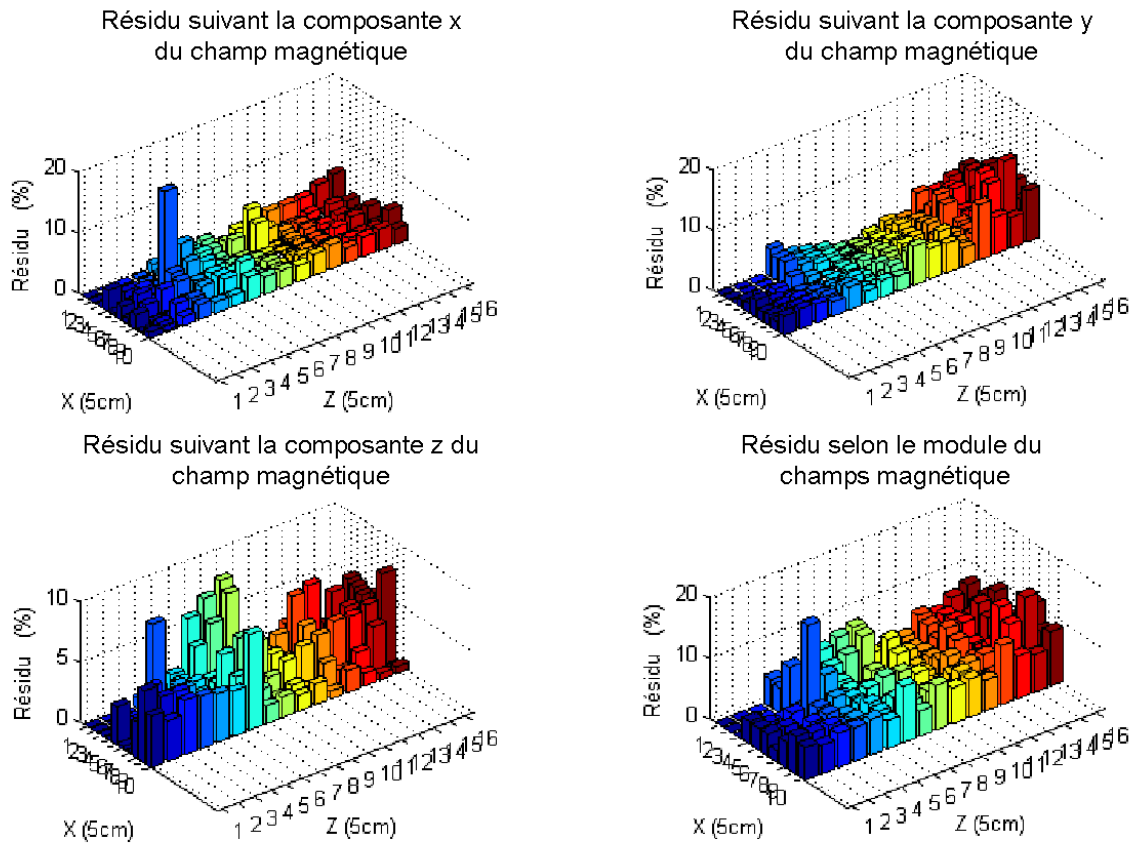 Résidu suivant la composante x
du champ magnétique
Résidu (%)
20
10
0
X (5cm)
1 2 3 4 5 6 7 8 9 10 11 12 13 14 15 16
Z (5cm)
Résidu suivant la composante y
du champ magnétique
Résidu (%)
20
10
0
X (5cm)
1 2 3 4 5 6 7 8 9 10 11 12 13 14 15 16
Z (5cm)
Résidu suivant la composante z du
champ magnétique
Résidu (%)
10
5
0
X (5cm)
1 2 3 4 5 6 7 8 9 10 11 12 13 14 15 16
Z (5cm)
Résidu selon le module du
champs magnétique
Résidu (%)
20
10
0
X (5cm)
1 2 3 4 5 6 7 8 9 10 11 12 13 14 15 16
Z (5cm)